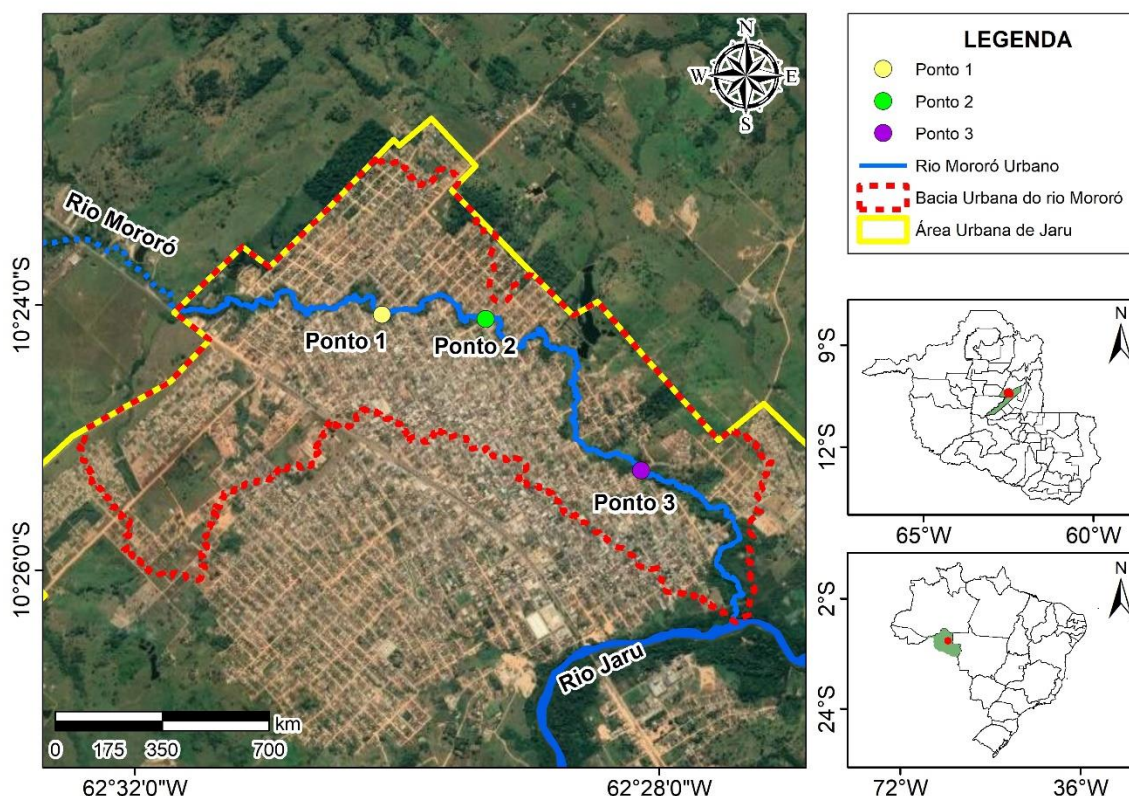 N
W
E
S
Rio Mororó
Ponto 1
Ponto 2
Ponto 3
Rio Jaru
km
0 175 350 700
10°24'0"S
10°26'0"S
62°32'0"W
62°28'0"W
LEGENDA
Ponto 1
Ponto 2
Ponto 3
Rio Mororó Urbano
Bacia Urbana do rio Mororó
Área Urbana de Jaru
N
9°S
12°S
65°W
60°W
N
2°S
24°S
72°W
36°W